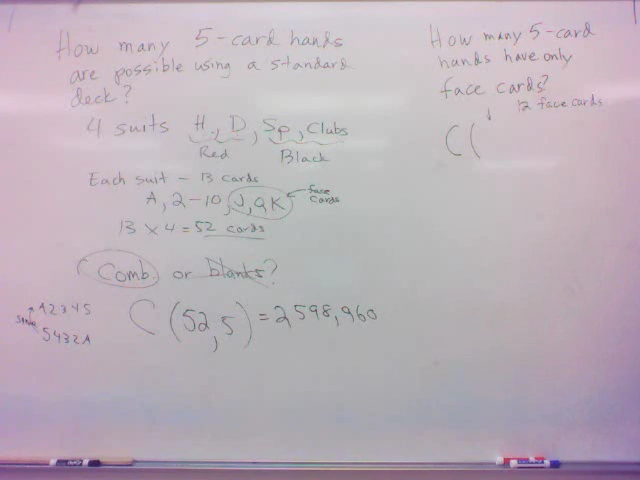 How many 5-card hands
are possible using a standard
deck?
4 suits H, D, Sp, Clubs
Red Black
Each suit - 13 cards
A, 2-10, J, Q K ← face cards
13 x 4 = 52 cards
Comb. or blanks?
C(52,5) = 2 598,960
A2345
same
5432A
How many 5-card
hands have only
face cards?
12 face cards
C(